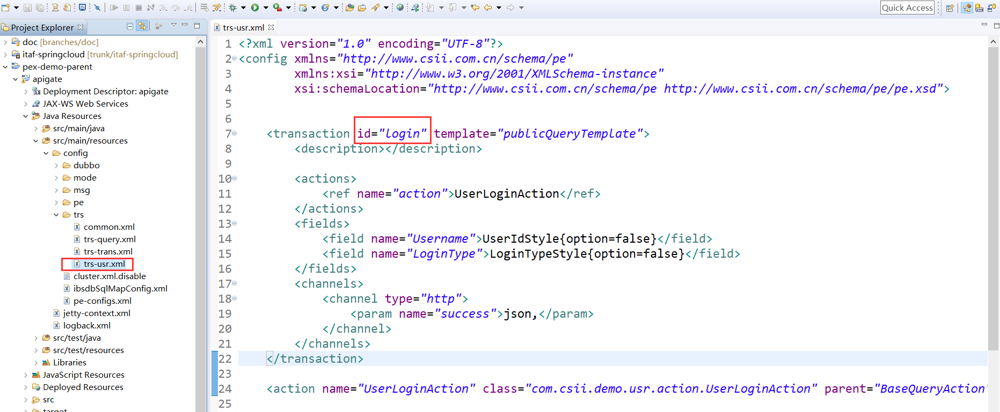 Quick Access
Project Explorer
doc [branches/doc]
itaf-springcloud [trunk/itaf-springcloud]
pex-demo-parent
apigate
Deployment Descriptor: apigate
JAX-WS Web Services
Java Resources
src/main/java
src/main/resources
config
dubbo
mode
msg
pe
trs
common.xml
trs-query.xml
trs-trans.xml
trs-usr.xml
cluster.xml.disable
ibsdbSqlMapConfig.xml
pe-configs.xml
jetty-context.xml
logback.xml
src/test/java
src/test/resources
Libraries
JavaScript Resources
Deployed Resources
src
target
trs-usr.xml
1 <?xml version="1.0" encoding="UTF-8"?>
2 <config xmlns="http://www.csii.com.cn/schema/pe"
3 xmlns:xsi="http://www.w3.org/2001/XMLSchema-instance"
4 xsi:schemaLocation="http://www.csii.com.cn/schema/pe http://www.csii.com.cn/schema/pe/pe.xsd">
5
6
7 <transaction id="login" template="publicQueryTemplate">
8 <description></description>
9
10 <actions>
11 <ref name="action">UserLoginAction</ref>
12 </actions>
13 <fields>
14 <field name="Username">UserIdStyle{option=false}</field>
15 <field name="LoginType">LoginTypeStyle{option=false}</field>
16 </fields>
17 <channels>
18 <channel type="http">
19 <param name="success">json,</param>
20 </channel>
21 </channels>
22 </transaction>
23
24 <action name="UserLoginAction" class="com.csii.demo.usr.action.UserLoginAction" parent="BaseQueryAction"
25